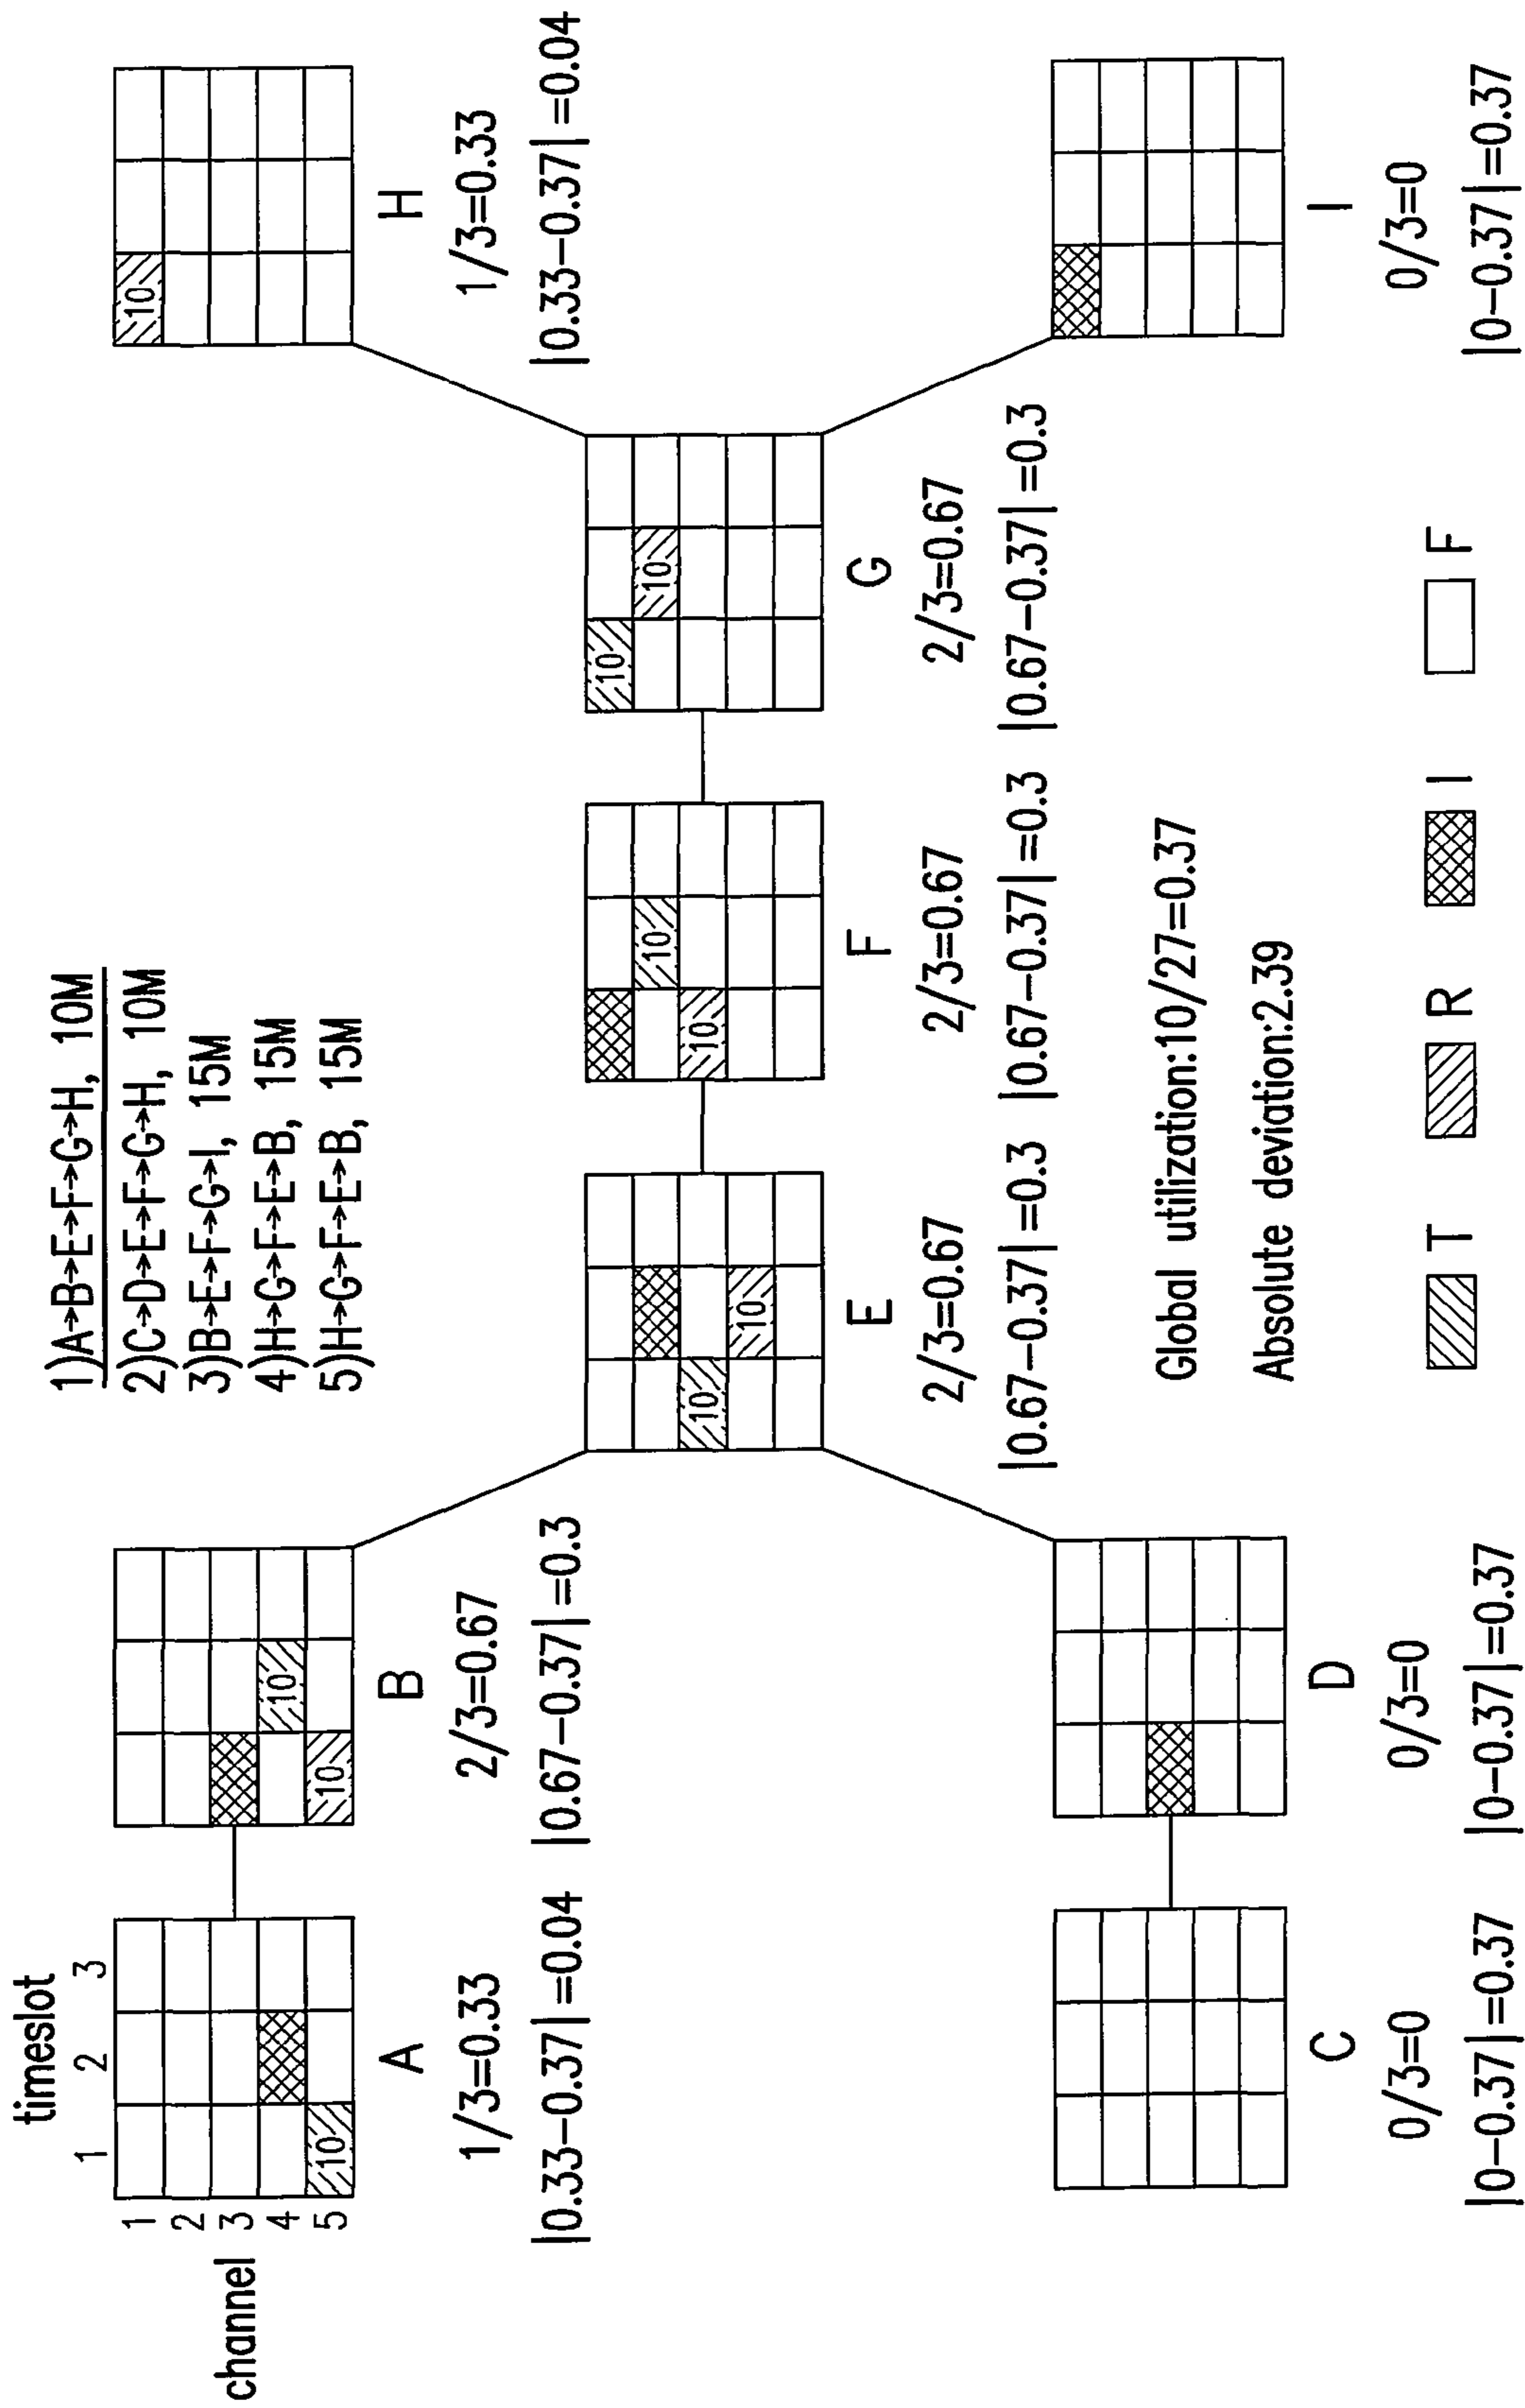 timeslot
1 2 3
channel
1
2
3
4
5
10
A
1/3=0.33
|0.33-0.37|=0.04
10
10
B
2/3=0.67
|0.67-0.37|=0.3
1)A→B→E→F→G→H, 10M
2)C→D→E→F→G→H, 10M
3)B→E→F→G→I, 15M
4)H→G→F→E→B, 15M
5)H→G→F→E→B, 15M
10
H
1/3=0.33
|0.33-0.37|=0.04
10
10
E
2/3=0.67
|0.67-0.37|=0.3
10
10
F
2/3=0.67
|0.67-0.37|=0.3
10
10
G
2/3=0.67
|0.67-0.37|=0.3
C
0/3=0
|0-0.37|=0.37
D
0/3=0
|0-0.37|=0.37
Global utilization:10/27=0.37
Absolute deviation:2.39
I
0/3=0
|0-0.37|=0.37
T R I F